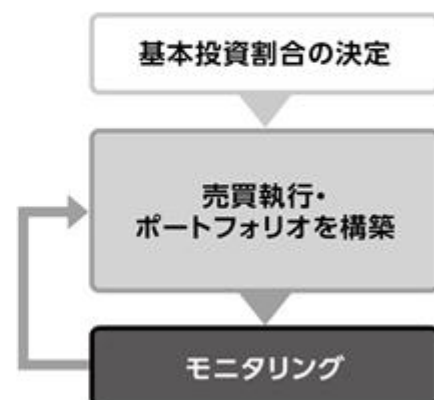 基本投資割合の決定
売買執行・
ポートフォリオを構築
モニタリング